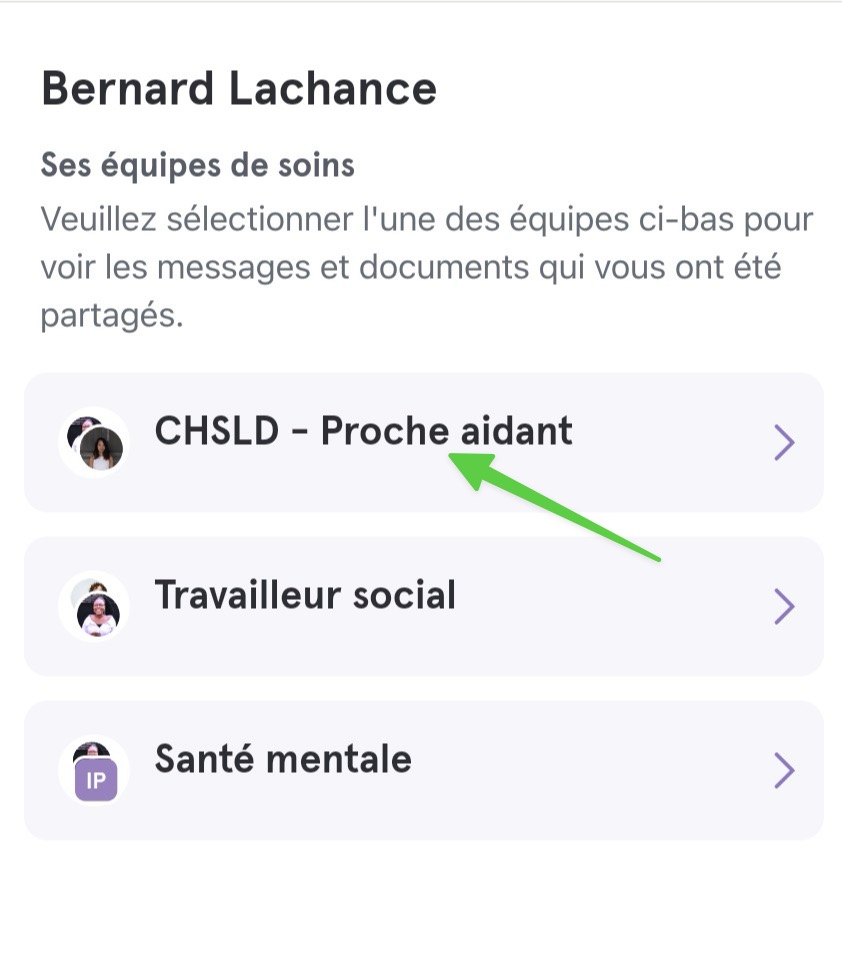 Bernard Lachance
Ses équipes de soins
Veuillez sélectionner l'une des équipes ci-bas pour
voir les messages et documents qui vous ont été
partagés.
CHSLD - Proche aidant
Travailleur social
Santé mentale
IP